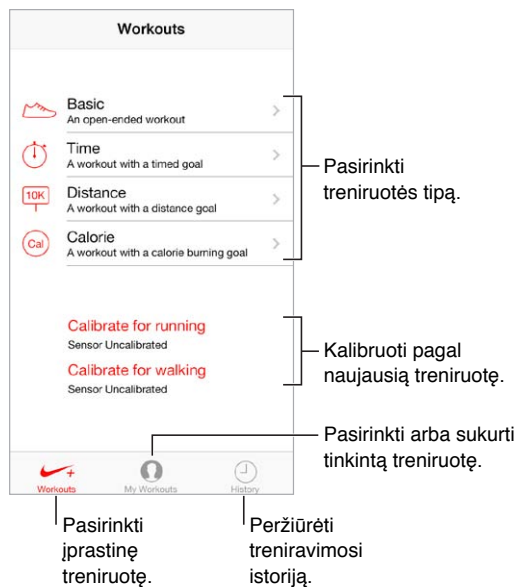 Workouts
Basic
An open-ended workout
Time
A workout with a timed goal
10K
Distance
A workout with a distance goal
Cal
Calorie
A workout with a calorie burning goal
Pasirinkti
treniruotės tipą.
Calibrate for running
Sensor Uncalibrated
Calibrate for walking
Sensor Uncalibrated
Kalibruoti pagal
naujausią treniruotę.
Pasirinkti arba sukurti
tinkintą treniruotę.
Workouts
My Workouts
History
Pasirinkti
įprastinę
treniruotę.
Peržiūrėti
treniravimosi
istoriją.